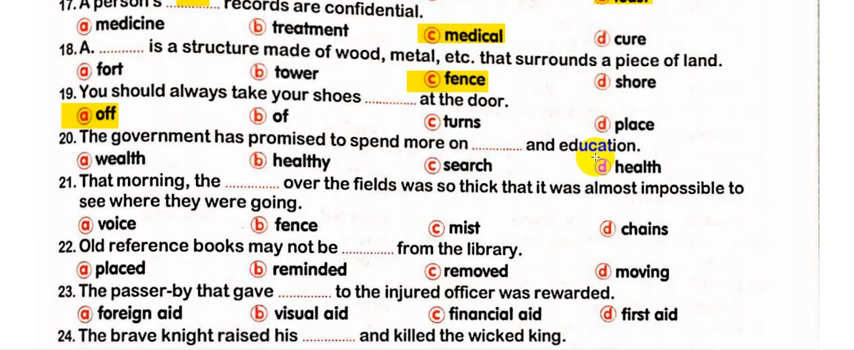 17. A person's ............ records are confidential.
ⓐ medicine ⓑ treatment ⓒ medical ⓓ cure
18. A. ............ is a structure made of wood, metal, etc. that surrounds a piece of land.
ⓐ fort ⓑ tower ⓒ fence ⓓ shore
19. You should always take your shoes ............ at the door.
ⓐ off ⓑ of ⓒ turns ⓓ place
20. The government has promised to spend more on ............ and education.
ⓐ wealth ⓑ healthy ⓒ search ⓓ health
21. That morning, the ............ over the fields was so thick that it was almost impossible to
see where they were going.
ⓐ voice ⓑ fence ⓒ mist ⓓ chains
22. Old reference books may not be ............ from the library.
ⓐ placed ⓑ reminded ⓒ removed ⓓ moving
23. The passer-by that gave ............ to the injured officer was rewarded.
ⓐ foreign aid ⓑ visual aid ⓒ financial aid ⓓ first aid
24. The brave knight raised his ............ and killed the wicked king.